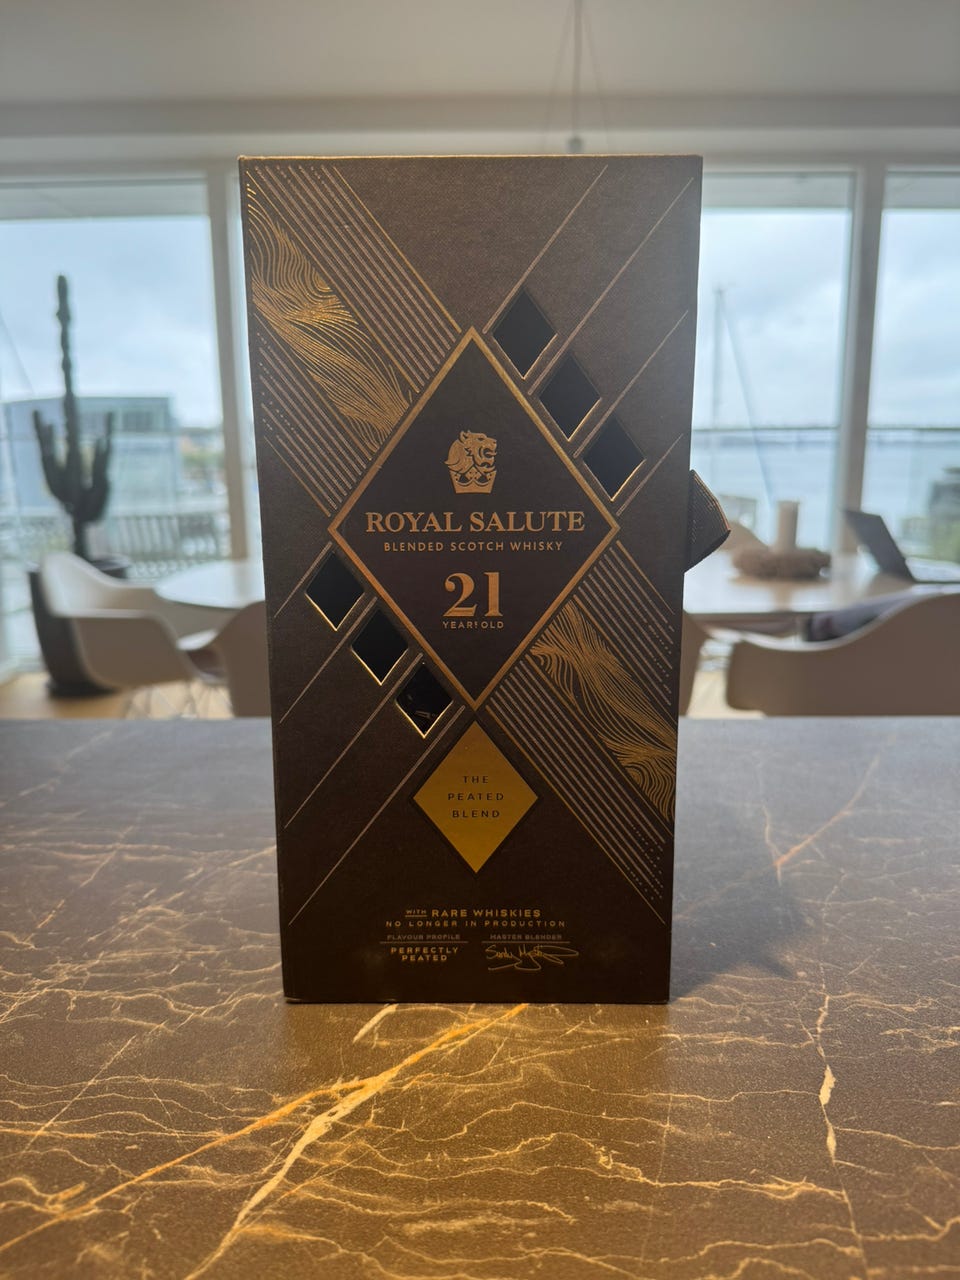 ROYAL SALUTE
BLENDED SCOTCH WHISKY
21
YEARS OLD
THE
PEATED
BLEND
WITH RARE WHISKIES
NO LONGER IN PRODUCTION
FLAVOUR PROFILE
PERFECTLY
PEATED
MASTER BLENDER